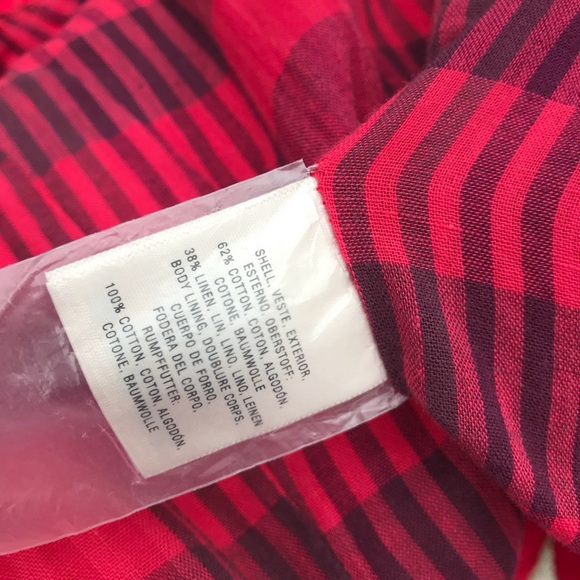 SHELL, VESTE, EXTERIOR,
ESTERNO, OBERSTOFF:
62% COTTON, COTON, ALGODÓN,
COTONE, BAUMWOLLE
38% LINEN, LIN, LINO, LINO, LEINEN
BODY LINING, DOUBLURE CORPS,
CUERPO DE FORRO,
FODERA DEL CORPO,
RUMPFFUTTER:
100% COTTON, COTON, ALGODÓN,
COTONE, BAUMWOLLE